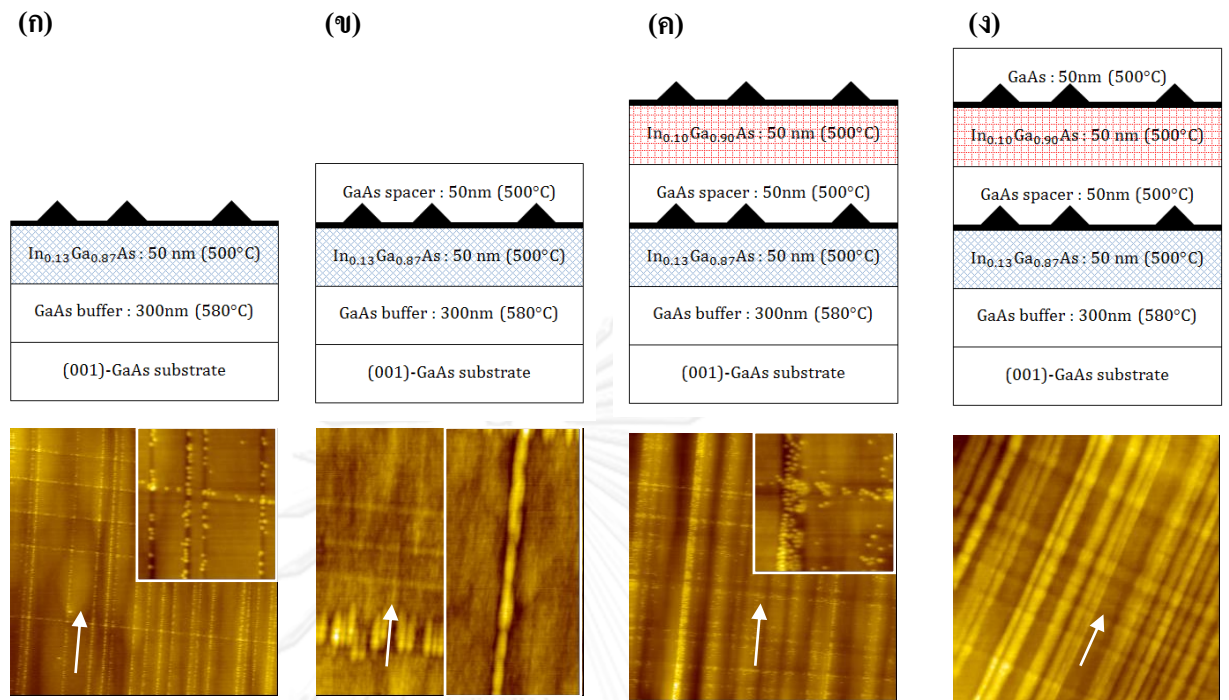 (ก)
GaAs buffer : 300nm (580°C)
In0.13Ga0.87As : 50 nm (500°C)
(001)-GaAs substrate
(ข)
GaAs spacer : 50nm (500°C)
In0.13Ga0.87As : 50 nm (500°C)
GaAs buffer : 300nm (580°C)
(001)-GaAs substrate
(ค)
In0.10Ga0.90As : 50 nm (500°C)
GaAs spacer : 50nm (500°C)
In0.13Ga0.87As : 50 nm (500°C)
GaAs buffer : 300nm (580°C)
(001)-GaAs substrate
(ง)
GaAs : 50nm (500°C)
In0.10Ga0.90As : 50 nm (500°C)
GaAs spacer : 50nm (500°C)
In0.13Ga0.87As : 50 nm (500°C)
GaAs buffer : 300nm (580°C)
(001)-GaAs substrate